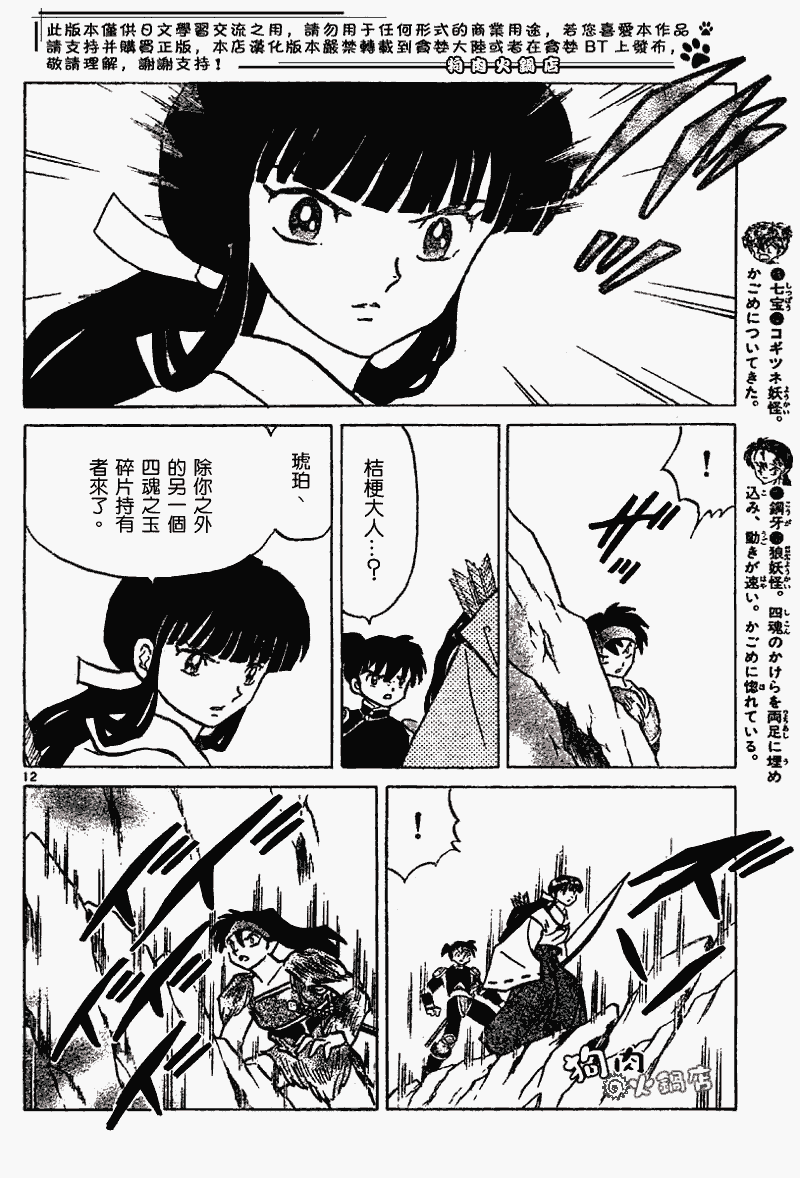 此版本僅供日文學習交流之用，請勿用于任何形式的商業用途，若您喜愛本作品
請支持并購買正版，本店漢化版本嚴禁轉載到貪婪大陸或者在貪婪BT上發布，
敬請理解，謝謝支持！
狗肉火鍋店
七宝●コギツネ妖怪。
かごめについてきた。
鋼牙●狼妖怪。四魂のかけらを両足に埋め
込み、動きが速い。かごめに惚れている。
！
桔梗大人…？
琥珀、
除你之外
的另一個
四魂之玉
碎片持有
者來了。
12
！
狗肉
火鍋店